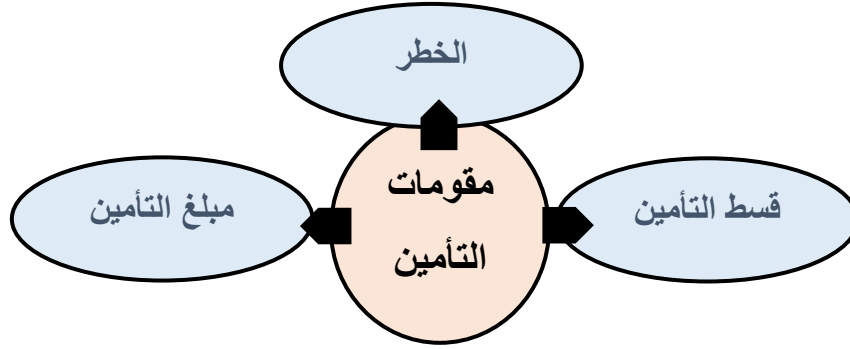 الخطر
مقومات
التأمين
قسط التأمين
مبلغ التأمين